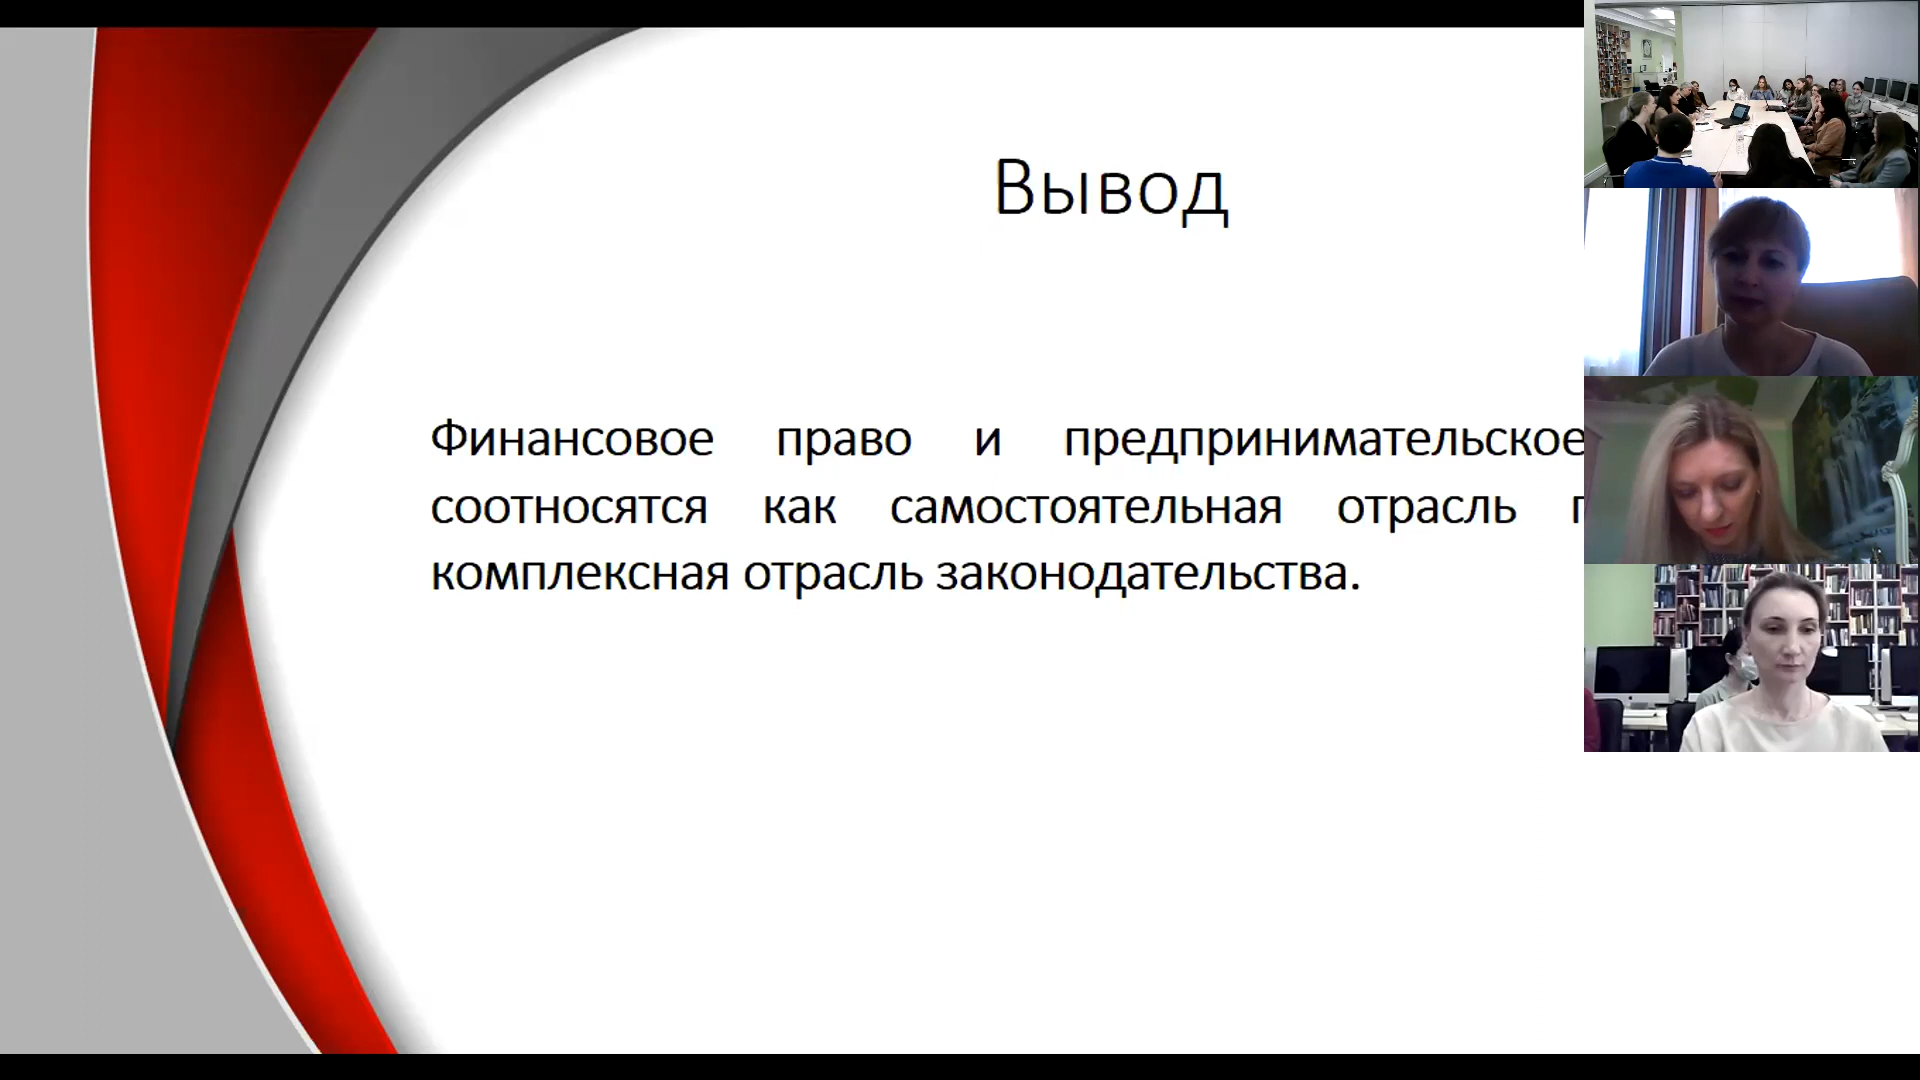 Вывод
Финансовое право и предпринимательское
соотносятся как самостоятельная отрасль
комплексная отрасль законодательства.